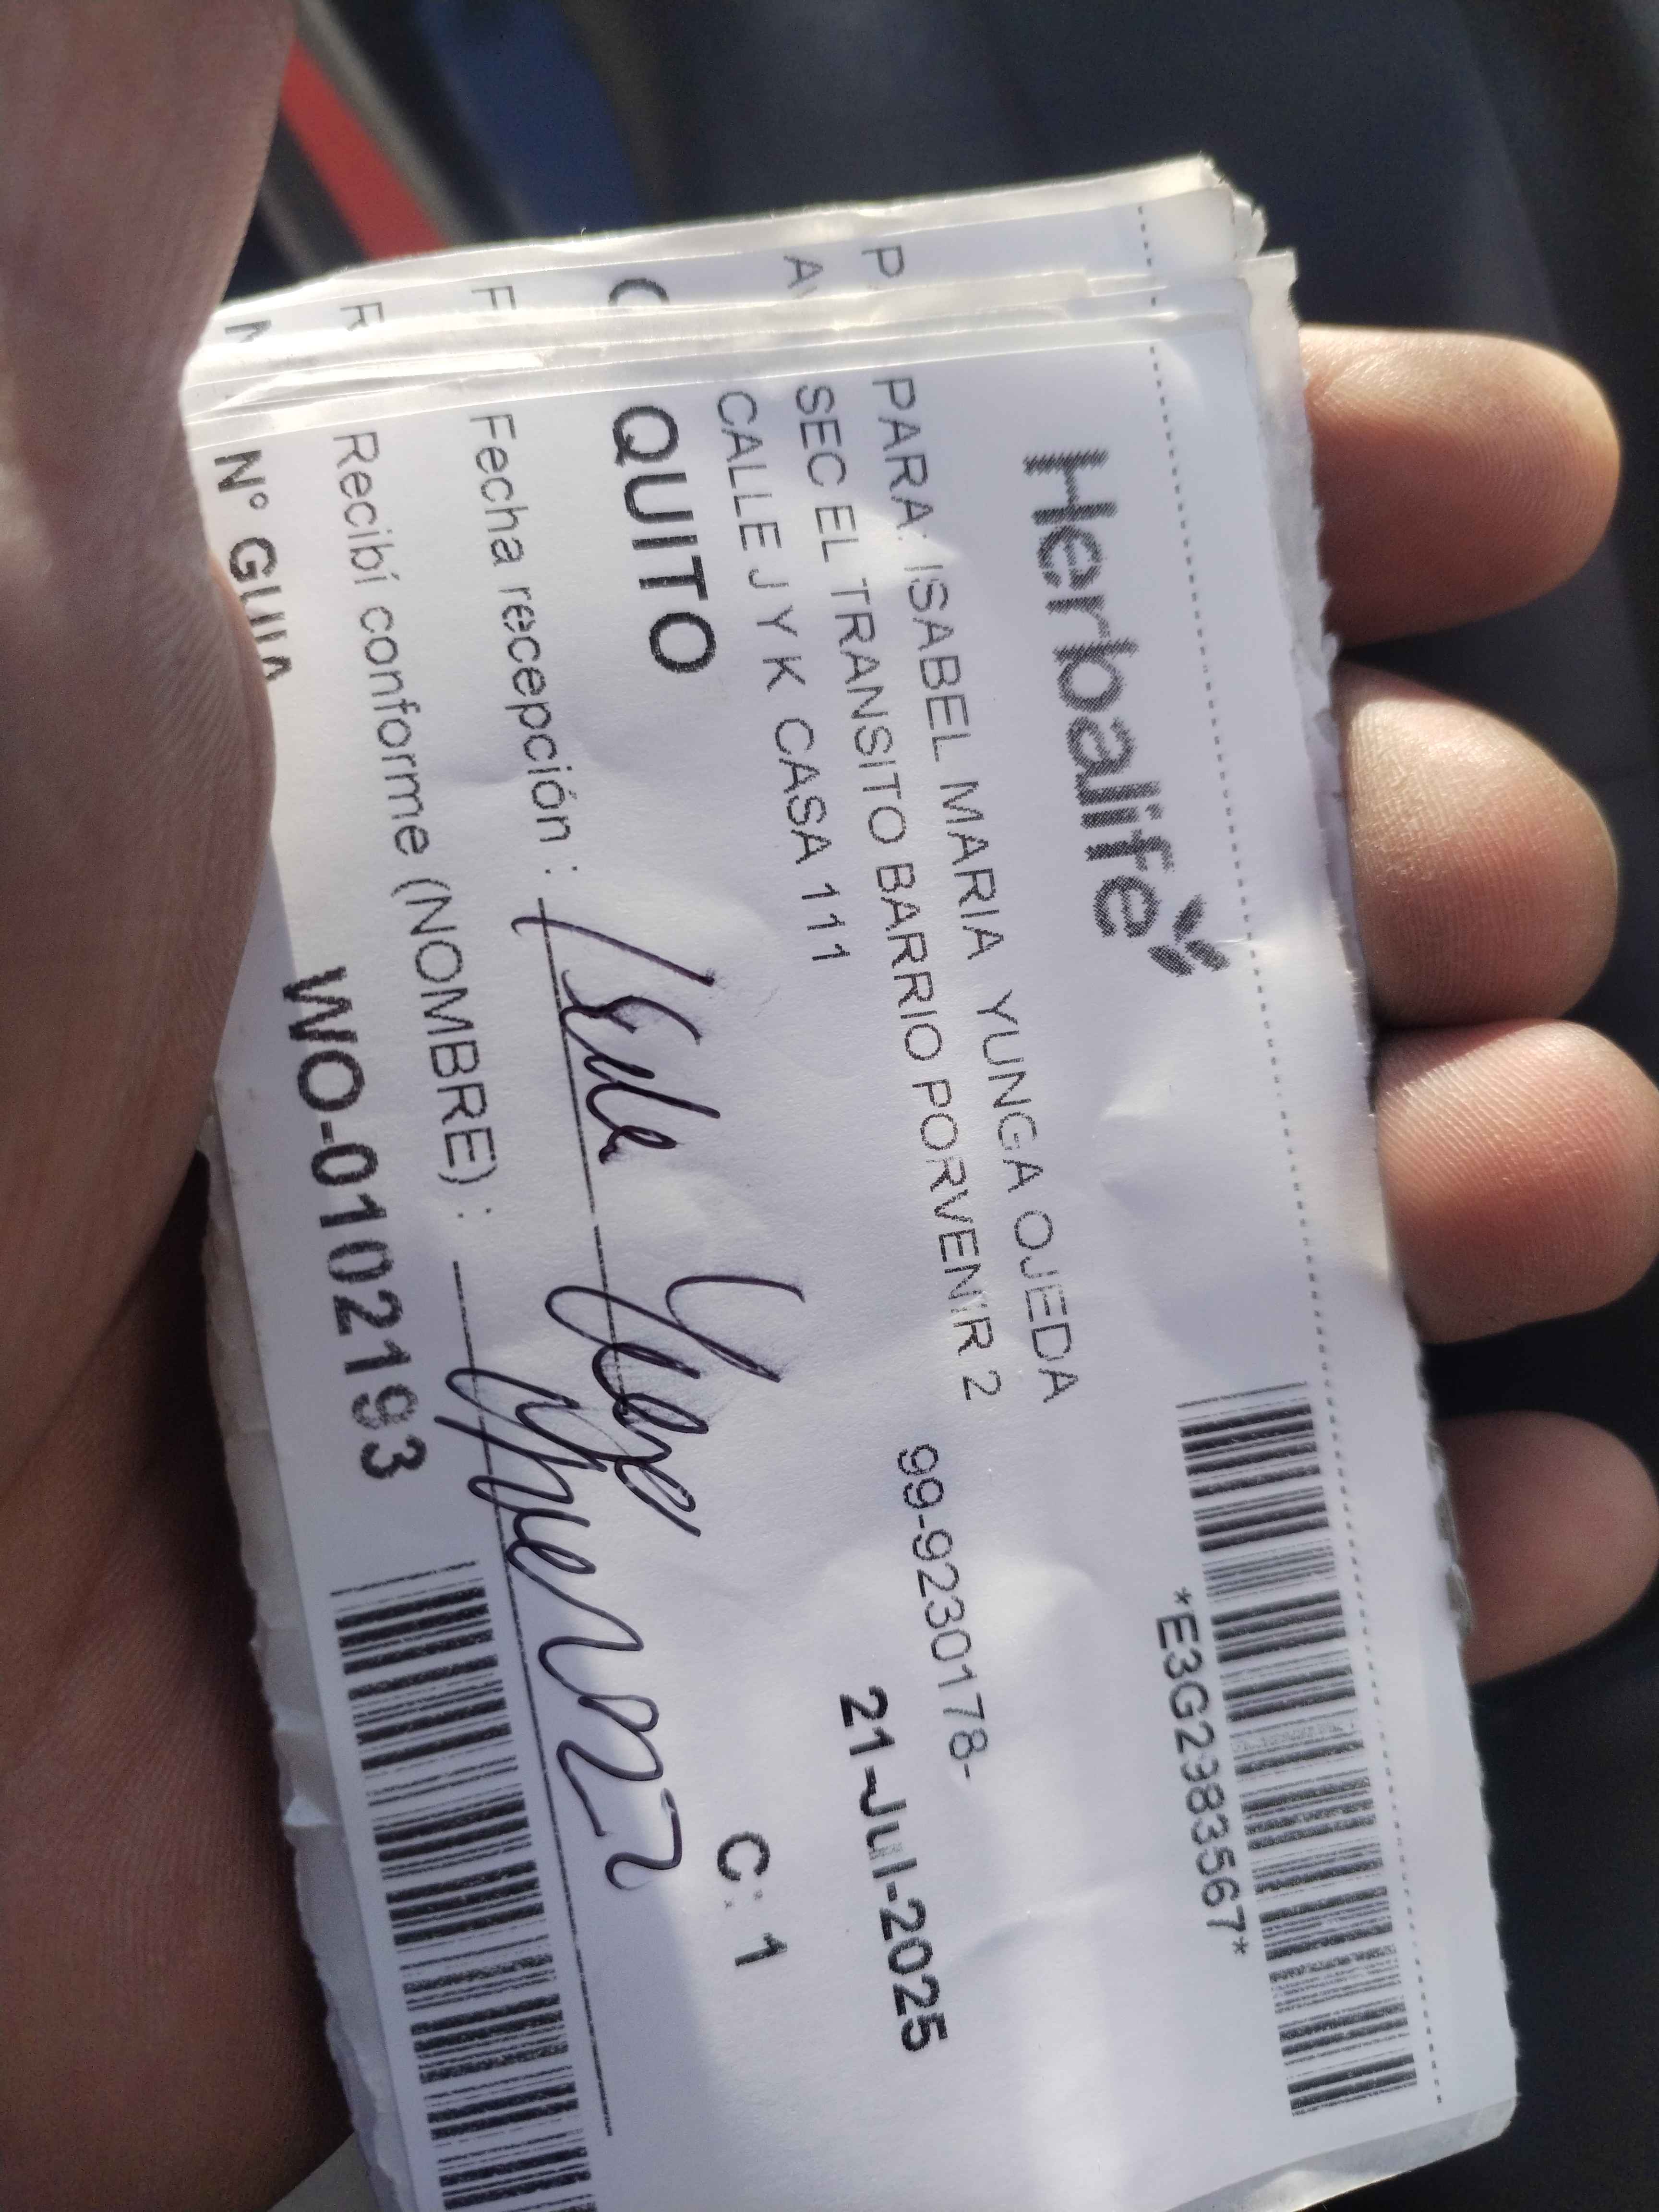 Herbalife
*E3G2383567*
PARA: ISABEL MARIA YUNGA OJEDA
SEC EL TRANSITO BARRIO PORVENIR 2 99-9230178-
CALLE J Y K CASA 111 21-Jul-2025
QUITO C: 1
Fecha recepción :
Recibí conforme (NOMBRE) :
N° GUIA WO-0102193
P
A
C
F
R